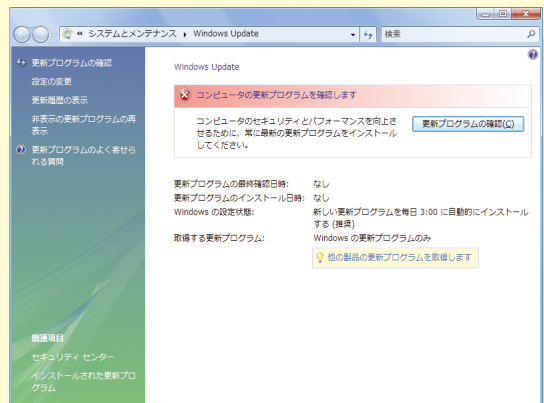 « システムとメンテナンス ▸ Windows Update
検索
更新プログラムの確認
設定の変更
更新履歴の表示
非表示の更新プログラムの再
表示
更新プログラムのよく寄せら
れる質問
Windows Update
コンピュータの更新プログラムを確認します
コンピュータのセキュリティとパフォーマンスを向上さ
せるために、常に最新の更新プログラムをインストール
してください。
更新プログラムの確認(C)
更新プログラムの最終確認日時: なし
更新プログラムのインストール日時: なし
Windows の設定状態: 新しい更新プログラムを毎日 3:00 に自動的にインストール
する (推奨)
取得する更新プログラム: Windows の更新プログラムのみ
他の製品の更新プログラムを取得します
関連項目
セキュリティ センター
インストールされた更新プロ
グラム